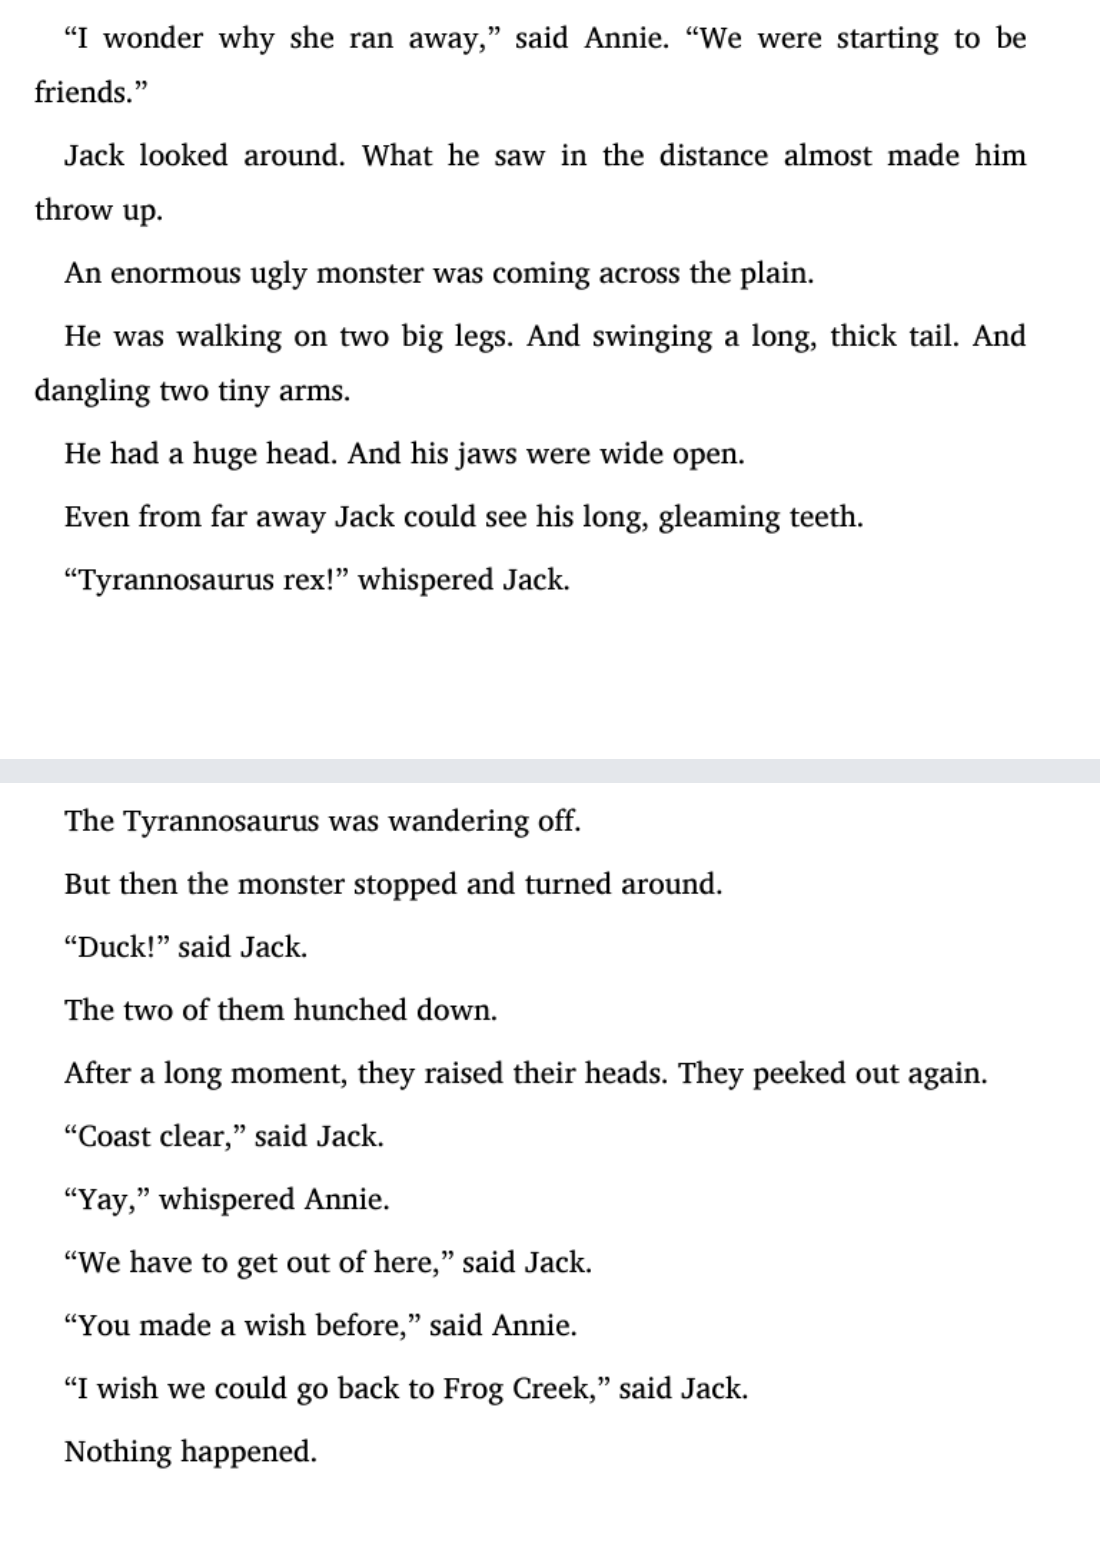 “I wonder why she ran away,” said Annie. “We were starting to be
friends.”
Jack looked around. What he saw in the distance almost made him
throw up.
An enormous ugly monster was coming across the plain.
He was walking on two big legs. And swinging a long, thick tail. And
dangling two tiny arms.
He had a huge head. And his jaws were wide open.
Even from far away Jack could see his long, gleaming teeth.
“Tyrannosaurus rex!” whispered Jack.
The Tyrannosaurus was wandering off.
But then the monster stopped and turned around.
“Duck!” said Jack.
The two of them hunched down.
After a long moment, they raised their heads. They peeked out again.
“Coast clear,” said Jack.
“Yay,” whispered Annie.
“We have to get out of here,” said Jack.
“You made a wish before,” said Annie.
“I wish we could go back to Frog Creek,” said Jack.
Nothing happened.